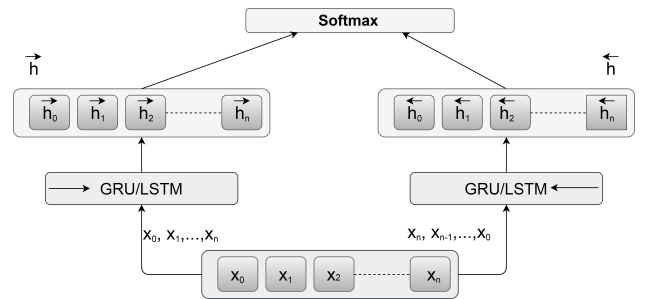 Softmax
→h ←h
→h₀ →h₁ →h₂ →hₙ ←h₀ ←h₁ ←h₂ ←hₙ
GRU/LSTM GRU/LSTM
x₀, x₁,...,xₙ xₙ, xₙ₋₁,...,x₀
x₀ x₁ x₂ xₙ